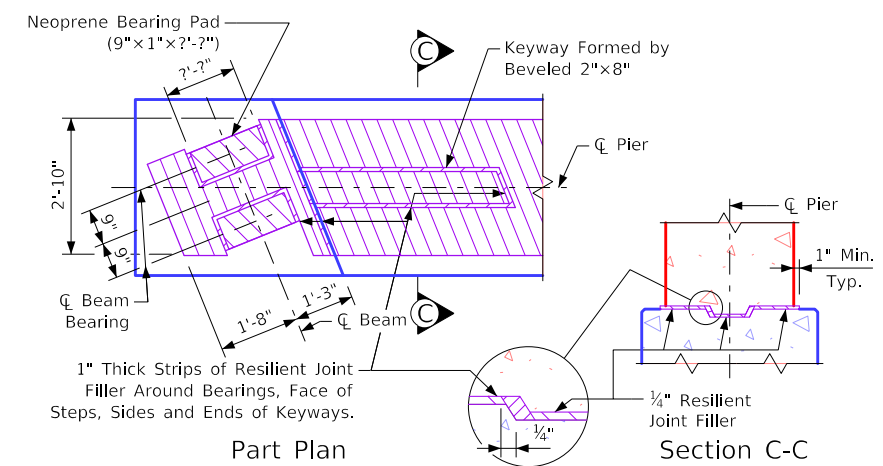 Neoprene Bearing Pad
(9"×1"×?'-?")
?'-?"
C
Keyway Formed by
Beveled 2"×8"
℄ Pier
2'-10"
9"
9"
℄ Beam
Bearing
1'-8"
1'-3"
℄ Beam
C
1" Thick Strips of Resilient Joint
Filler Around Bearings, Face of
Steps, Sides and Ends of Keyways.
Part Plan
℄ Pier
1" Min.
Typ.
¼"
¼" Resilient
Joint Filler
Section C-C